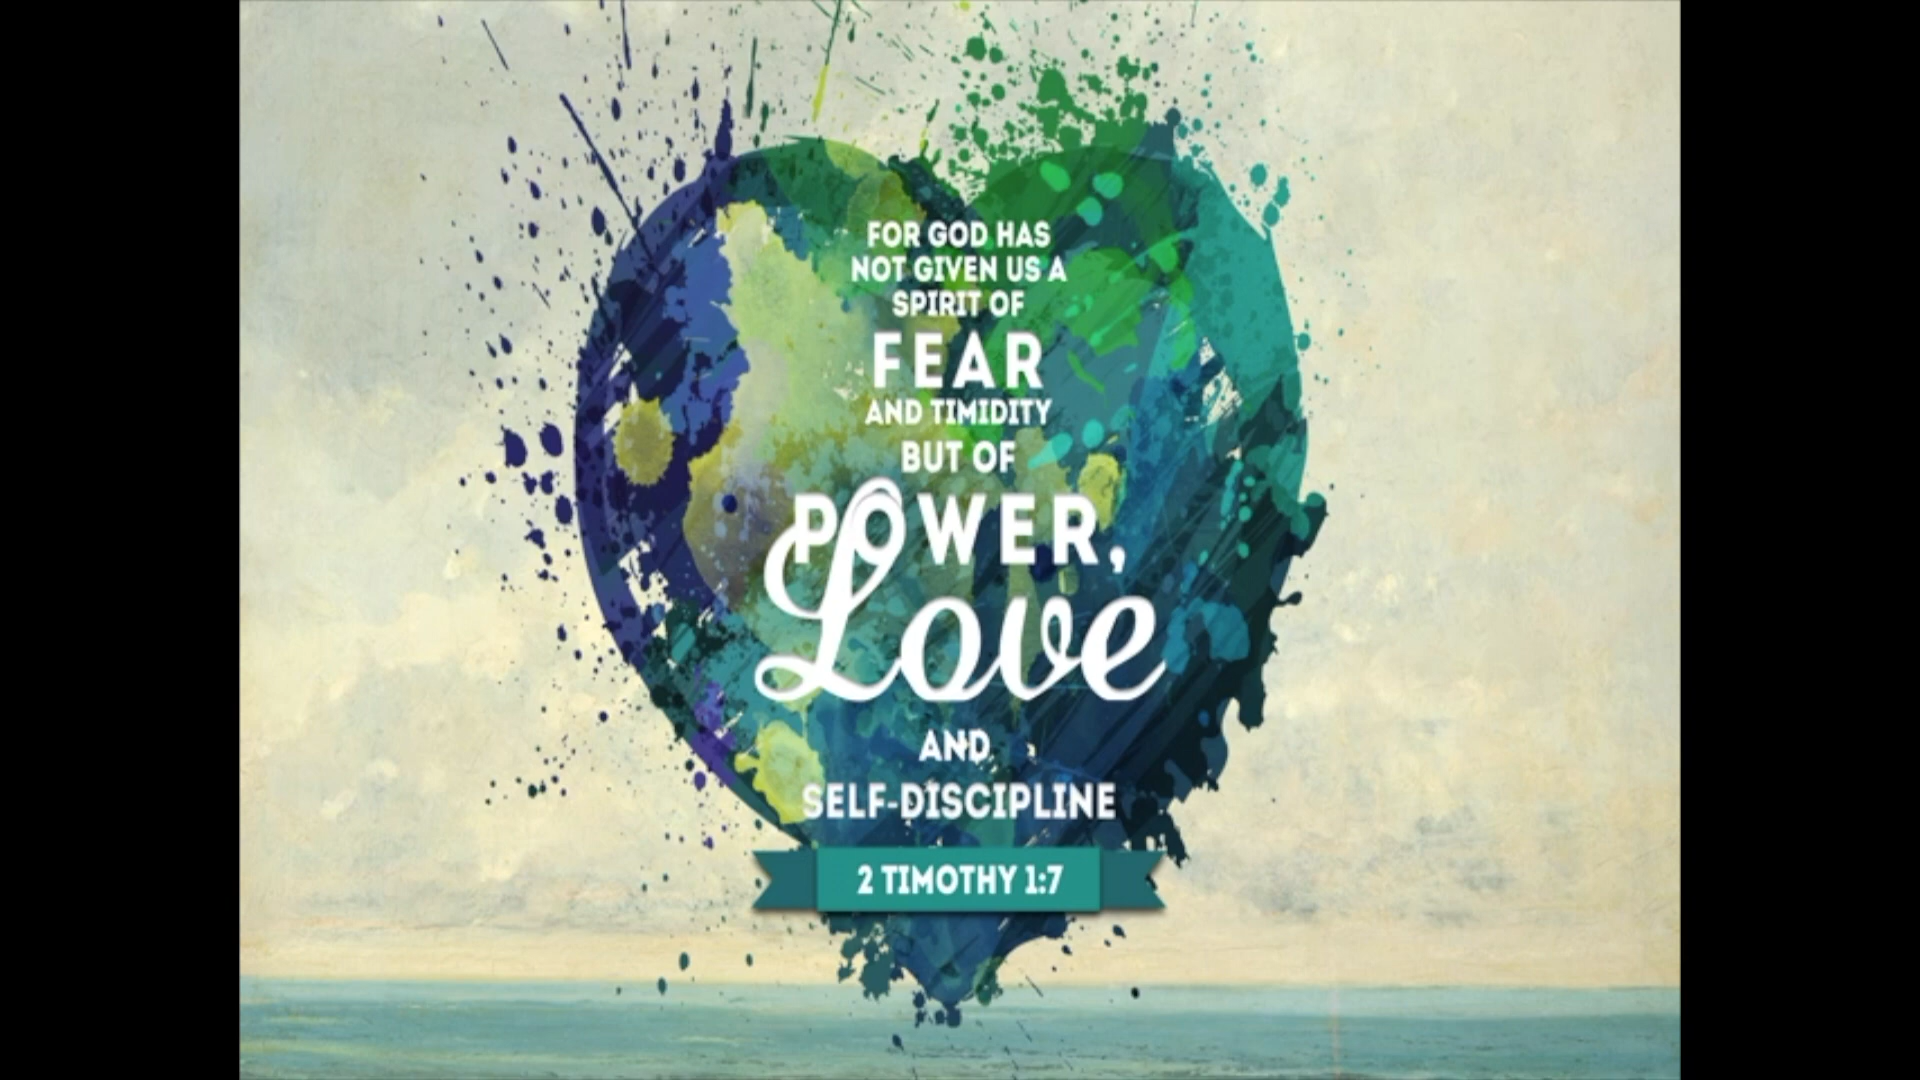 FOR GOD HAS
NOT GIVEN US A
SPIRIT OF
FEAR
AND TIMIDITY
BUT OF
POWER,
Love
AND
SELF-DISCIPLINE
2 TIMOTHY 1:7